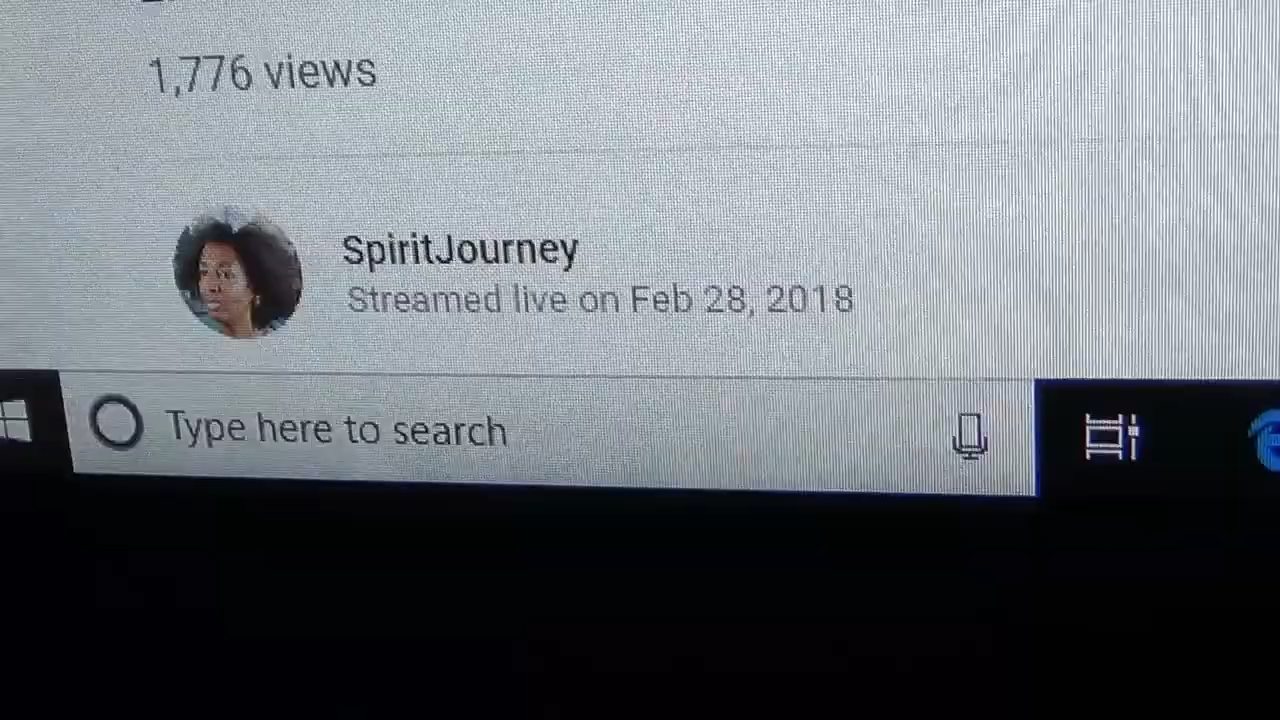 1,776 views
SpiritJourney
Streamed live on Feb 28, 2018
Type here to search